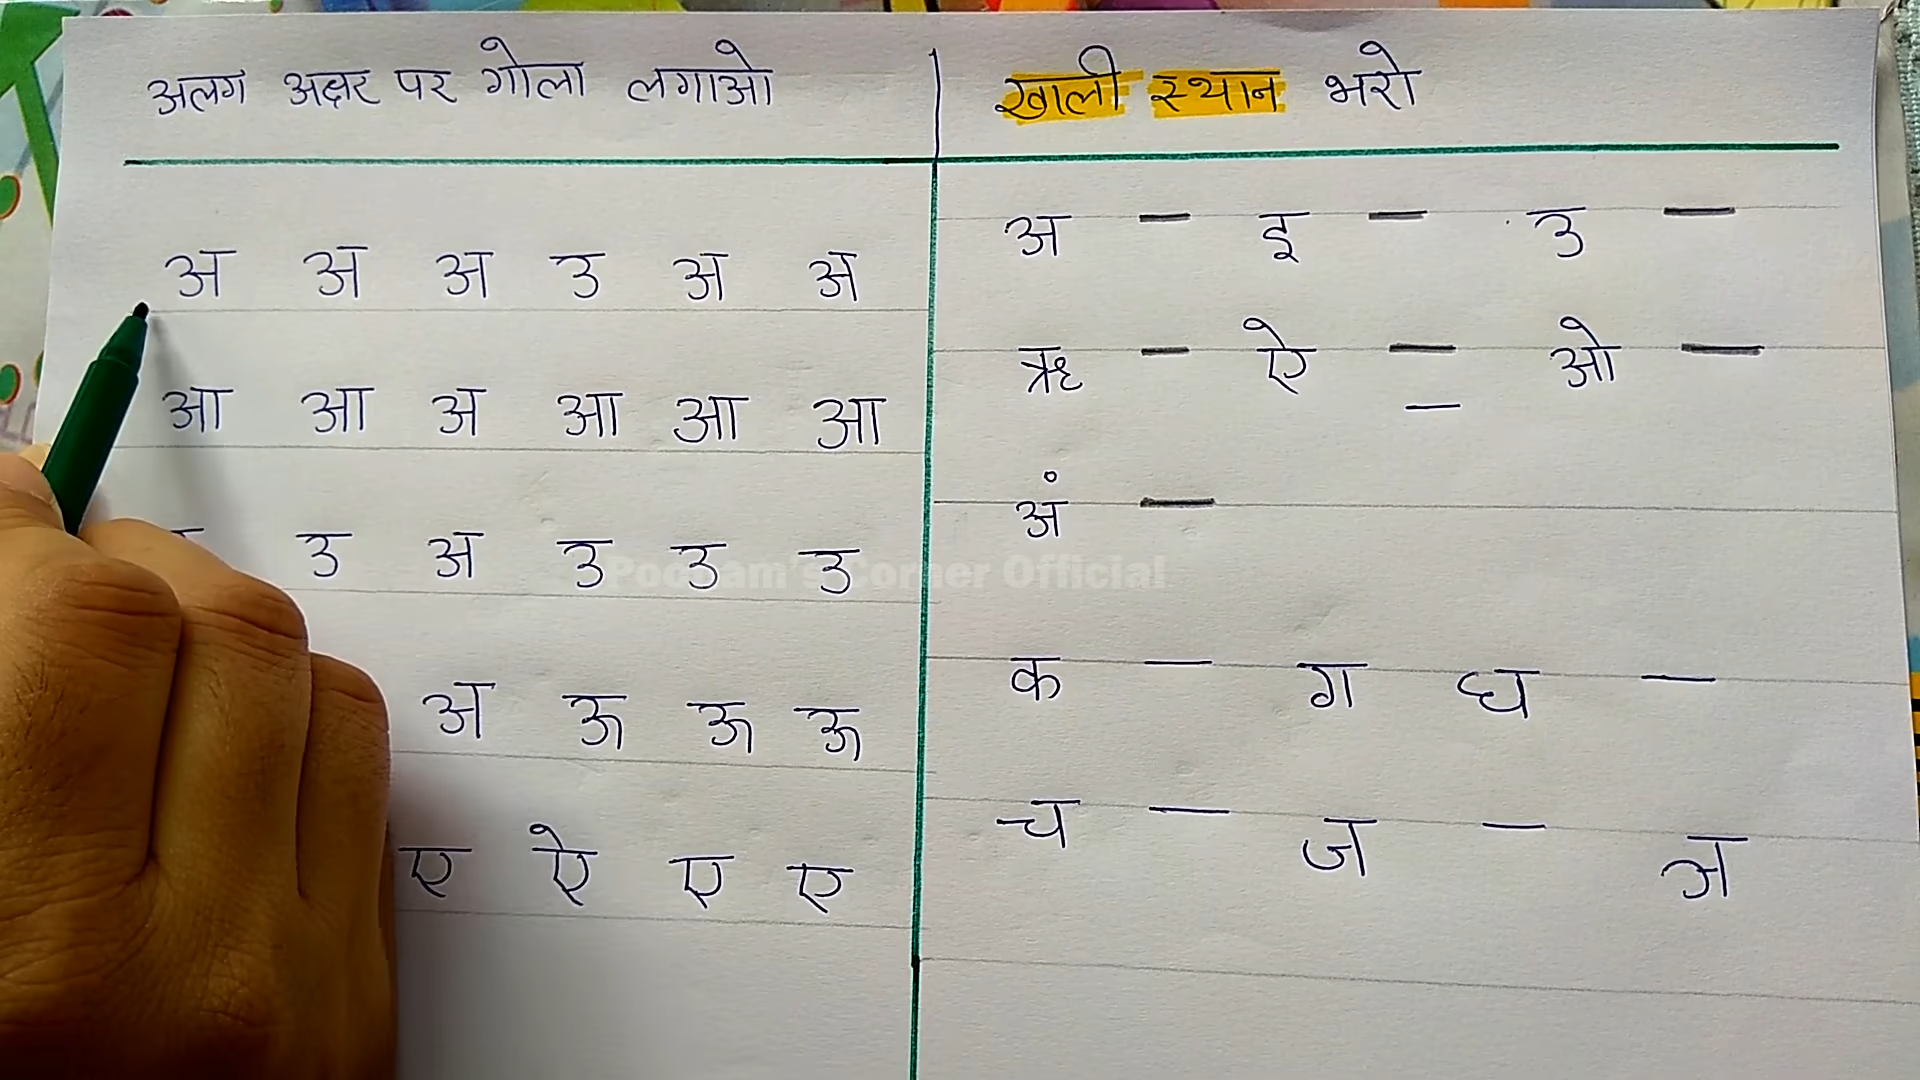 अलग अक्षर पर गोला लगाओ
अ अ अ उ अ अ
आ आ अ आ आ आ
उ अ उ उ उ
अ ऊ ऊ ऊ
ए ऐ ए ए
खाली स्थान भरो
अ — इ — उ —
ऋ — ऐ — ओ —
—
अं —
क — ग घ —
च — ज — ञ
Poonam's Corner Official